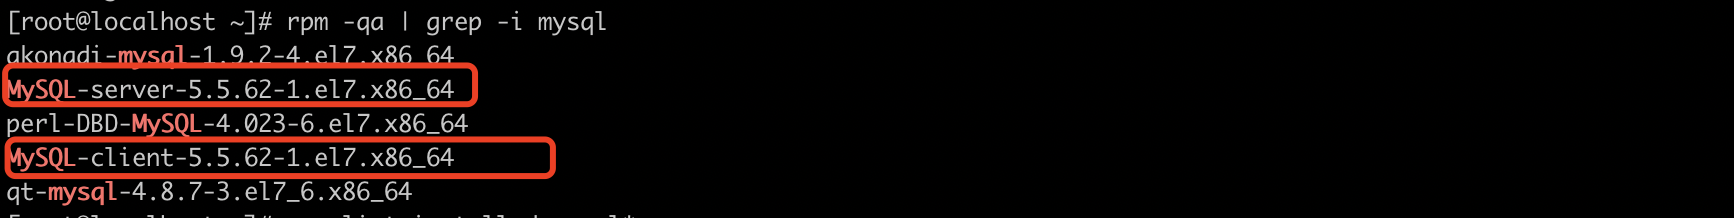 [root@localhost ~]# rpm -qa | grep -i mysql
akonadi-mysql-1.9.2-4.el7.x86_64
MySQL-server-5.5.62-1.el7.x86_64
perl-DBD-MySQL-4.023-6.el7.x86_64
MySQL-client-5.5.62-1.el7.x86_64
qt-mysql-4.8.7-3.el7_6.x86_64